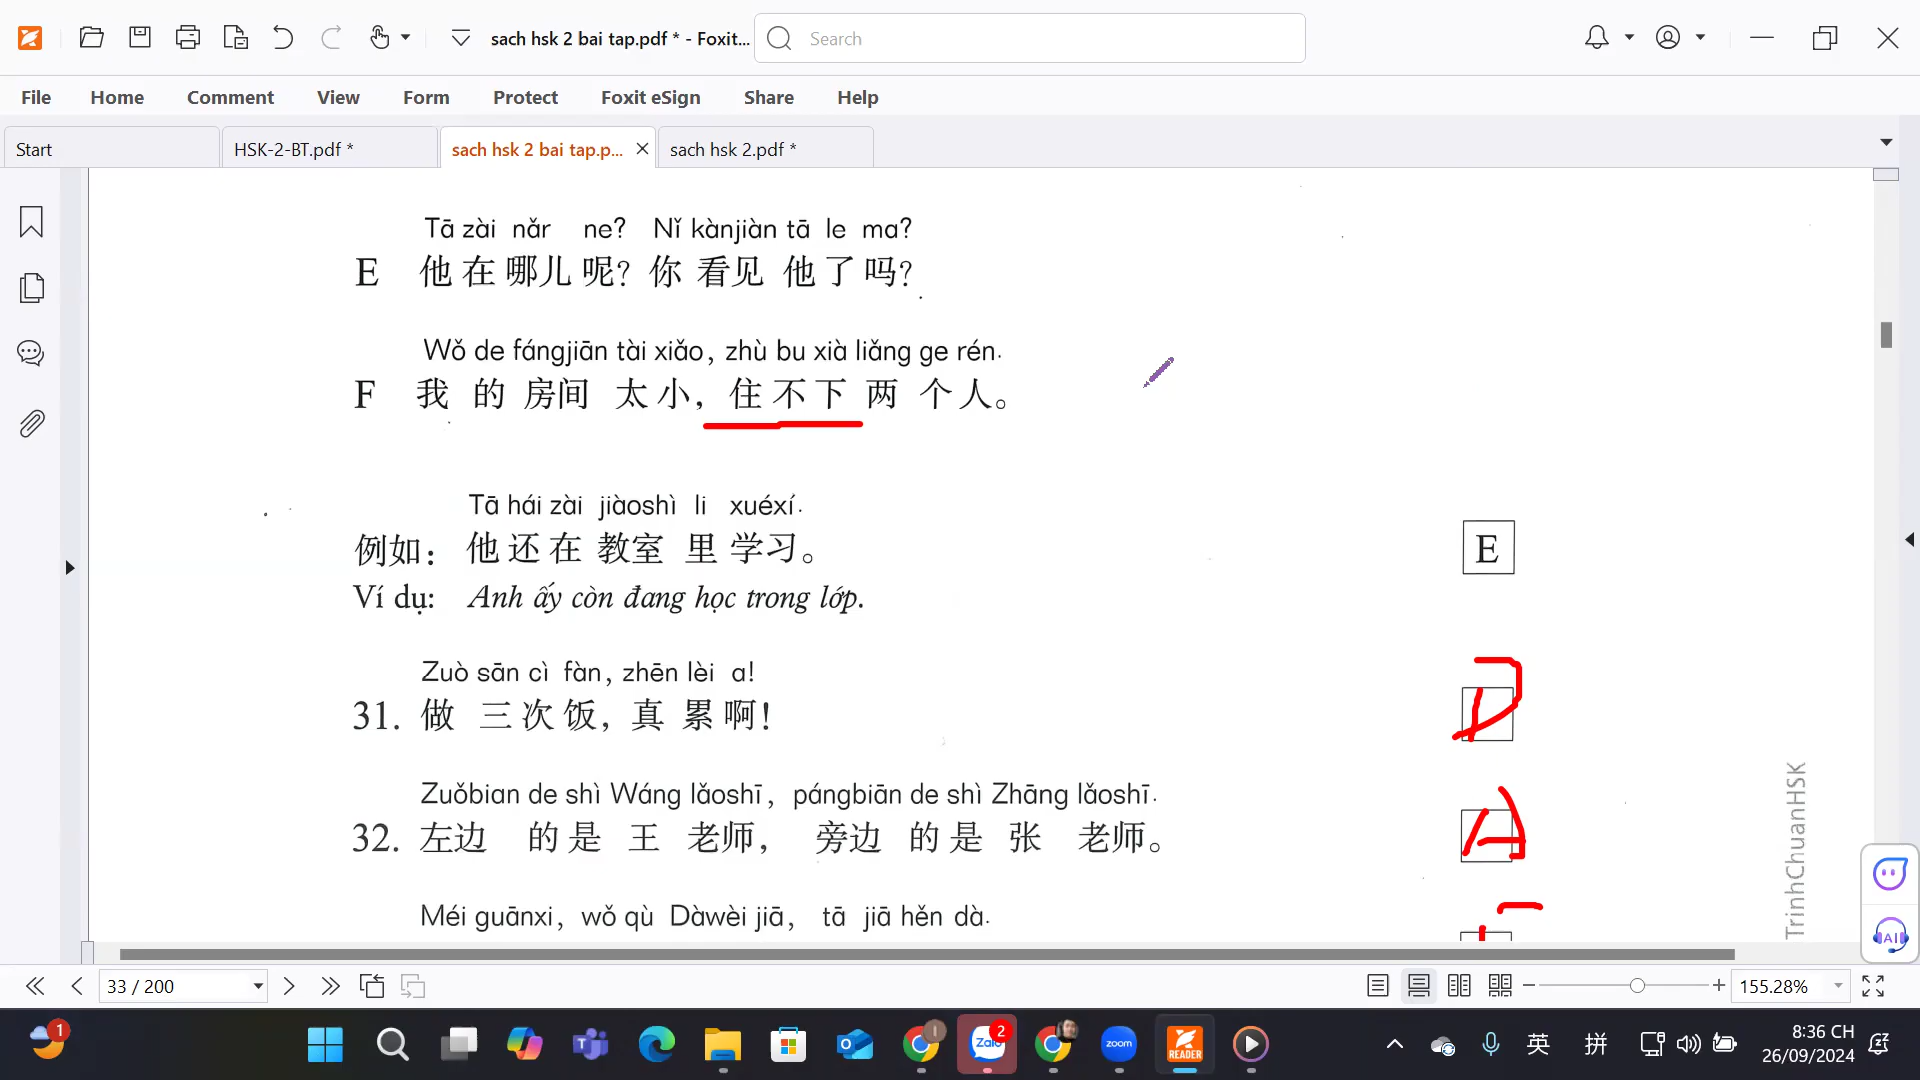 sach hsk 2 bai tap.pdf * - Foxit...
Search
File Home Comment View Form Protect Foxit eSign Share Help
Start
HSK-2-BT.pdf *
sach hsk 2 bai tap.p...
sach hsk 2.pdf *
Tā zài nǎr ne? Nǐ kànjiàn tā le ma?
E 他在哪儿呢? 你看见他了吗?
Wǒ de fángjiān tài xiǎo, zhù bu xià liǎng ge rén.
F 我的房间太小, 住不下两个人。
Tā hái zài jiàoshì li xuéxí.
例如: 他还在教室里学习。
E
Ví dụ: Anh ấy còn đang học trong lớp.
Zuò sān cì fàn, zhēn lèi a!
31. 做三次饭, 真累啊!
D
Zuǒbian de shì Wáng lǎoshī, pángbiān de shì Zhāng lǎoshī.
32. 左边的是王老师, 旁边的是张老师。
A
Méi guānxi, wǒ qù Dàwèi jiā, tā jiā hěn dà.
TrinhChuanHSK
AI
33 / 200
155.28%
1
Zalo
2
zoom
READER
英
拼
8:36 CH
26/09/2024